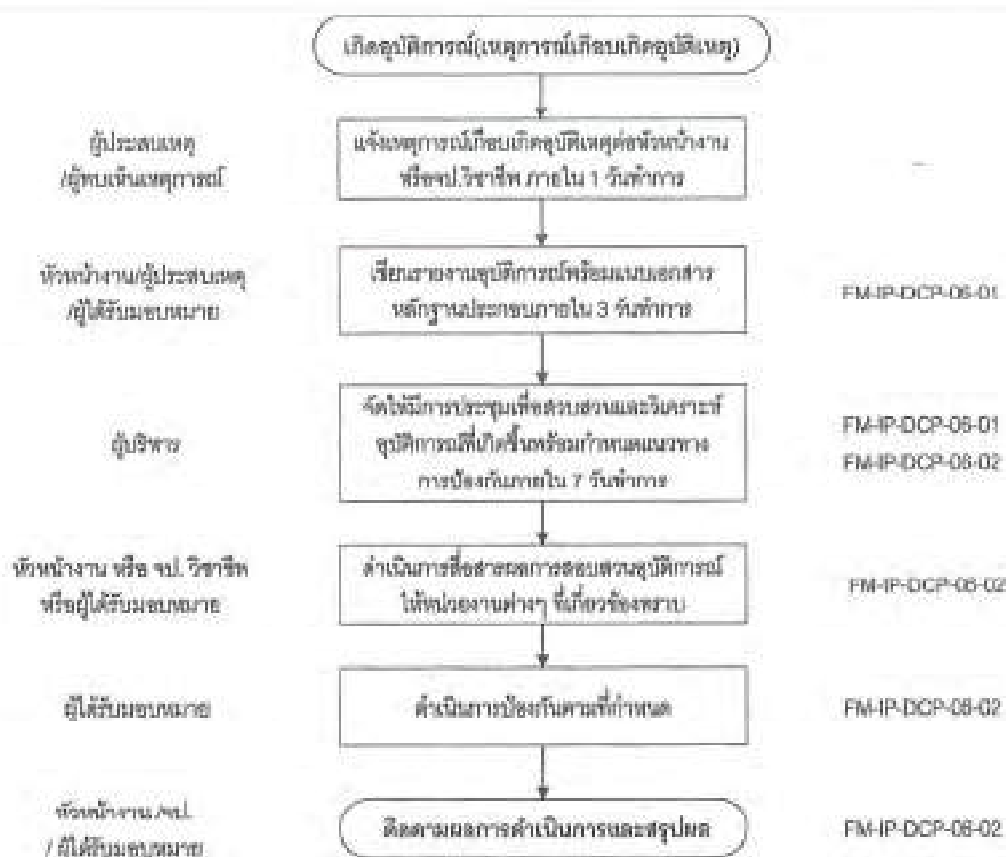 เกิดอุบัติการณ์(เหตุการณ์เกือบเกิดอุบัติเหตุ)
ผู้ประสบเหตุ
/ผู้พบเห็นเหตุการณ์
แจ้งเหตุการณ์เกือบเกิดอุบัติเหตุต่อหัวหน้างาน
หรือจป.วิชาชีพ ภายใน 1 วันทำการ
-
หัวหน้างาน/ผู้ประสบเหตุ
/ผู้ได้รับมอบหมาย
เขียนรายงานอุบัติการณ์พร้อมแนบเอกสาร
หลักฐานประกอบภายใน 3 วันทำการ
FM-IP-DCP-06-01
ผู้บริหาร
จัดให้มีการประชุมเพื่อสวบสวนและวิเคราะห์
อุบัติการณ์ที่เกิดขึ้นพร้อมกำหนดแนวทาง
การป้องกันภายใน 7 วันทำการ
FM-IP-DCP-06-01
FM-IP-DCP-06-02
หัวหน้างาน หรือ จป. วิชาชีพ
หรือผู้ได้รับมอบหมาย
ดำเนินการสื่อสารผลการสอบสวนอุบัติการณ์
ให้หน่วยงานต่างๆ ที่เกี่ยวข้องทราบ
FM-IP-DCP-06-02
ผู้ได้รับมอบหมาย
ดำเนินการป้องกันตามที่กำหนด
FM-IP-DCP-06-02
หัวหน้างาน /จป.
/ ผู้ได้รับมอบหมาย
ติดตามผลการดำเนินการและสรุปผล
FM-IP-DCP-06-02